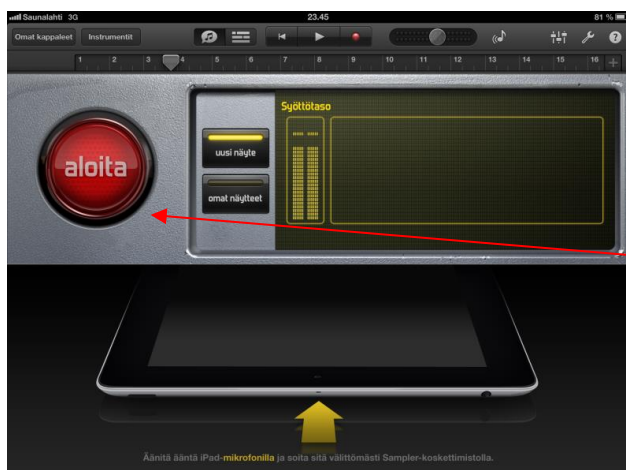 Saunalahti 3G 23.45 81 %
Omat kappaleet Instrumentit
1 2 3 4 5 6 7 8 9 10 11 12 13 14 15 16 +
Syöttötaso
uusi näyte
aloita
omat näytteet
Äänitä ääntä iPad-mikrofonilla ja soita sitä välittömästi Sampler-koskettimistolla.